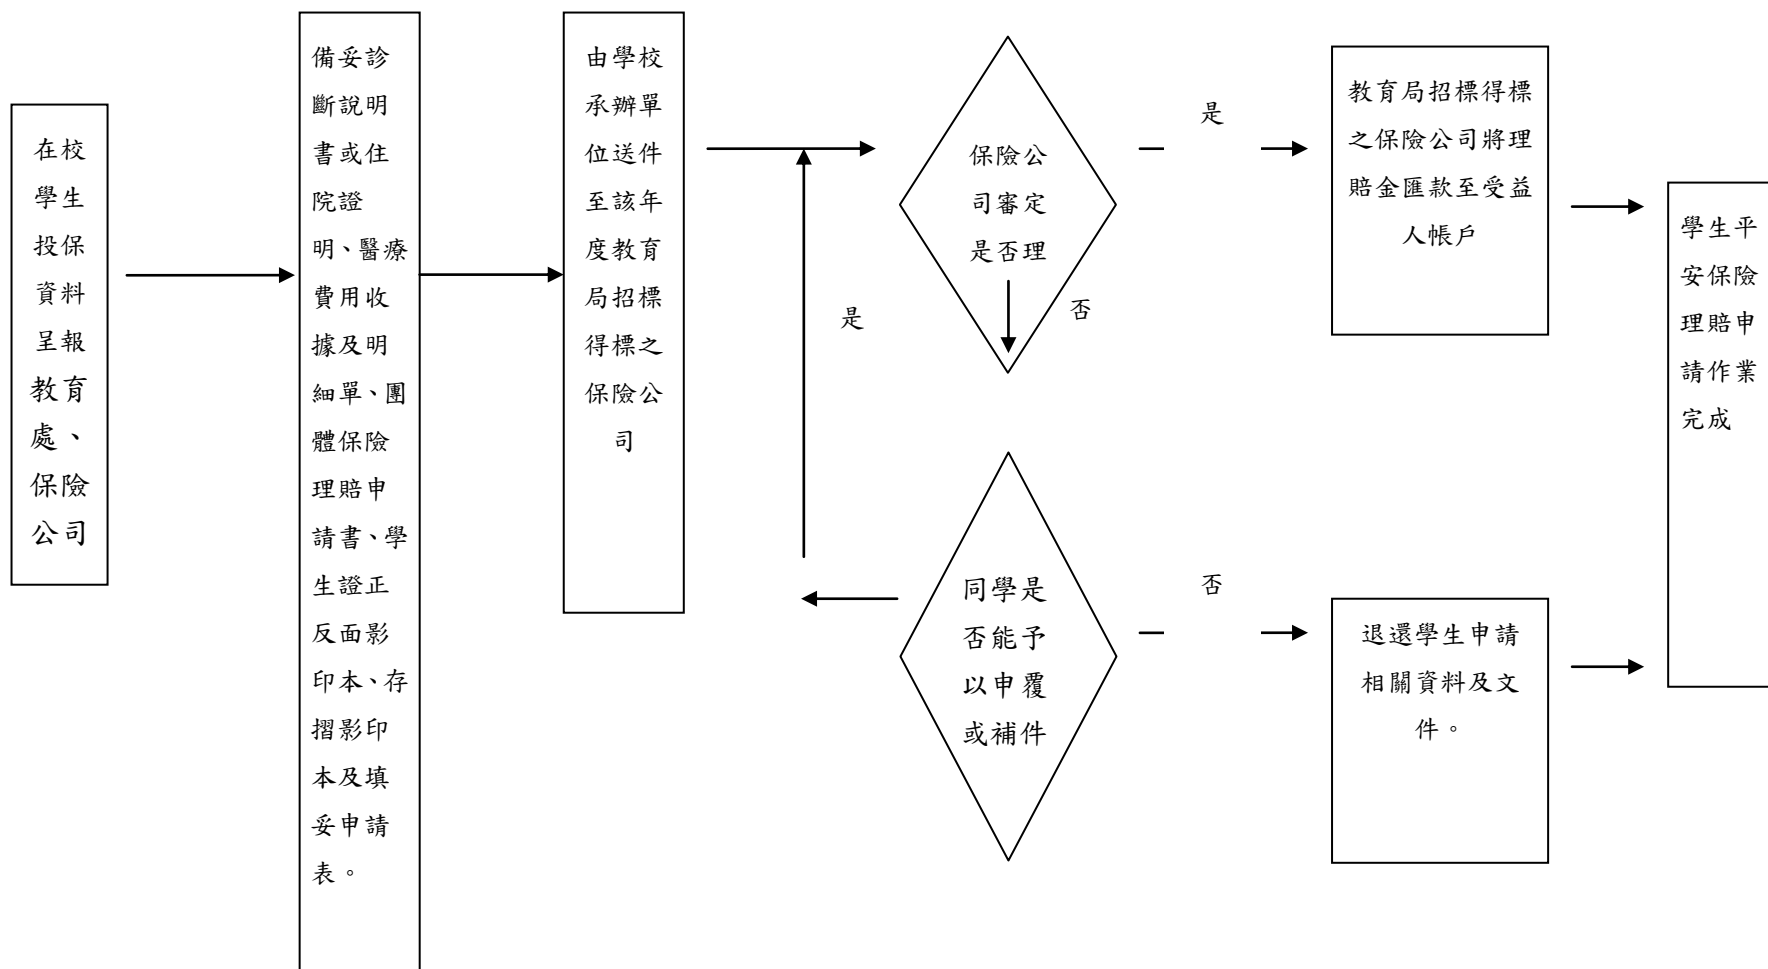 在校
學生
投保
資料
呈報
教育
處、
保險
公司
備妥診
斷說明
書或住
院證
明、醫療
費用收
據及明
細單、團
體保險
理賠申
請書、學
生證正
反面影
印本、存
摺影印
本及填
妥申請
表。
由學校
承辦單
位送件
至該年
度教育
局招標
得標之
保險公
司
保險公
司審定
是否理
否
是
是
教育局招標得標
之保險公司將理
賠金匯款至受益
人帳戶
同學是
否能予
以申覆
或補件
否
退還學生申請
相關資料及文
件。
學生平
安保險
理賠申
請作業
完成